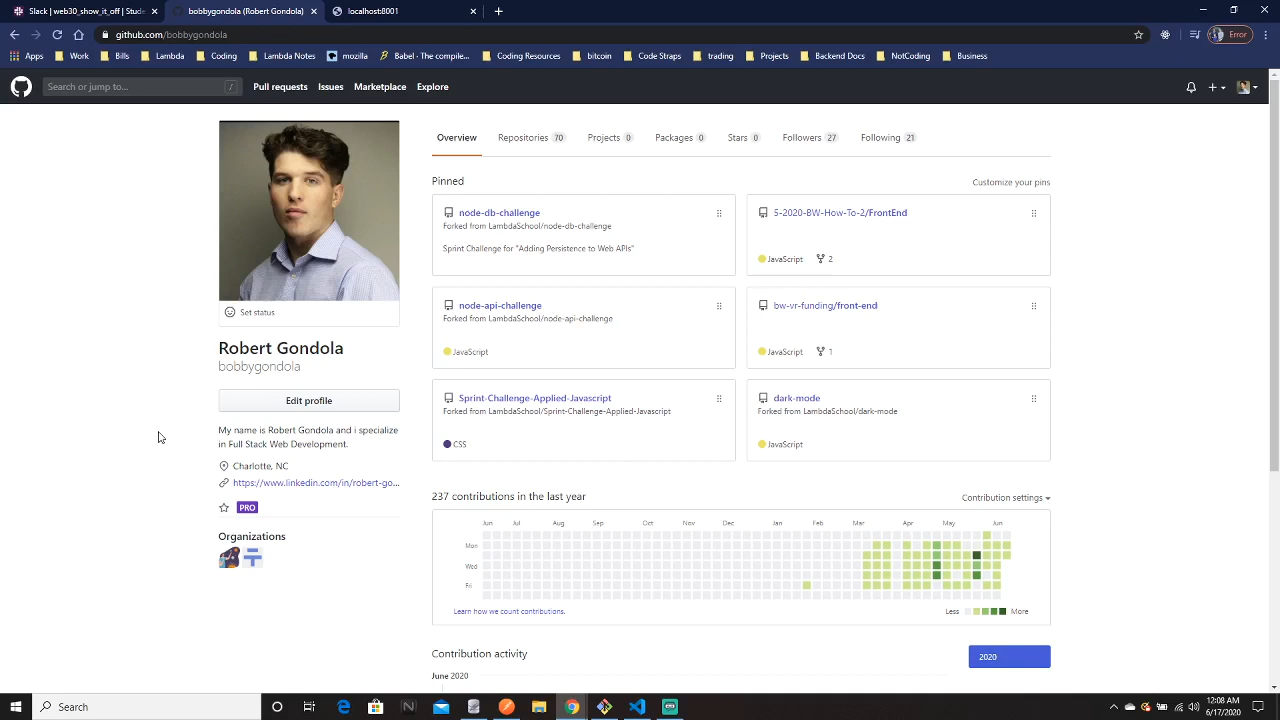 Slack | web30_show_it_off | Stude
bobbygondola (Robert Gondola)
localhost:8001
github.com/bobbygondola
Error
Apps
Work
Bills
Lambda
Coding
Lambda Notes
mozilla
Babel - The compile...
Coding Resources
bitcoin
Code Straps
trading
Projects
Backend Docs
NotCoding
Business
Search or jump to...
/
Pull requests
Issues
Marketplace
Explore
Overview
Repositories 70
Projects 0
Packages 0
Stars 0
Followers 27
Following 21
Pinned
Customize your pins
node-db-challenge
Forked from LambdaSchool/node-db-challenge
Sprint Challenge for "Adding Persistence to Web APIs"
5-2020-BW-How-To-2/FrontEnd
JavaScript 2
node-api-challenge
Forked from LambdaSchool/node-api-challenge
JavaScript
bw-vr-funding/front-end
JavaScript 1
Sprint-Challenge-Applied-Javascript
Forked from LambdaSchool/Sprint-Challenge-Applied-Javascript
CSS
dark-mode
Forked from LambdaSchool/dark-mode
JavaScript
Set status
Robert Gondola
bobbygondola
Edit profile
My name is Robert Gondola and i specialize
in Full Stack Web Development.
Charlotte, NC
https://www.linkedin.com/in/robert-go...
PRO
Organizations
237 contributions in the last year
Contribution settings
Jun Jul Aug Sep Oct Nov Dec Jan Feb Mar Apr May Jun
Mon
Wed
Fri
Learn how we count contributions.
Less
More
Contribution activity
2020
June 2020
Search
12:08 AM
6/17/2020